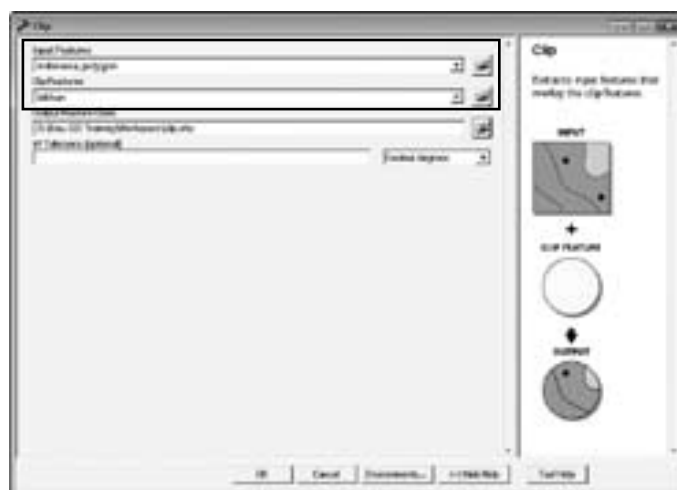 Clip
Input Features
indonesia_polygon
Clip Features
Output Feature Class
XY Tolerance (optional)
Decimal degrees
OK
Cancel
Environments...
<< Hide Help
Tool Help
Clip
Extracts input features that
overlay the clip features.
INPUT
+
CLIP FEATURE
OUTPUT